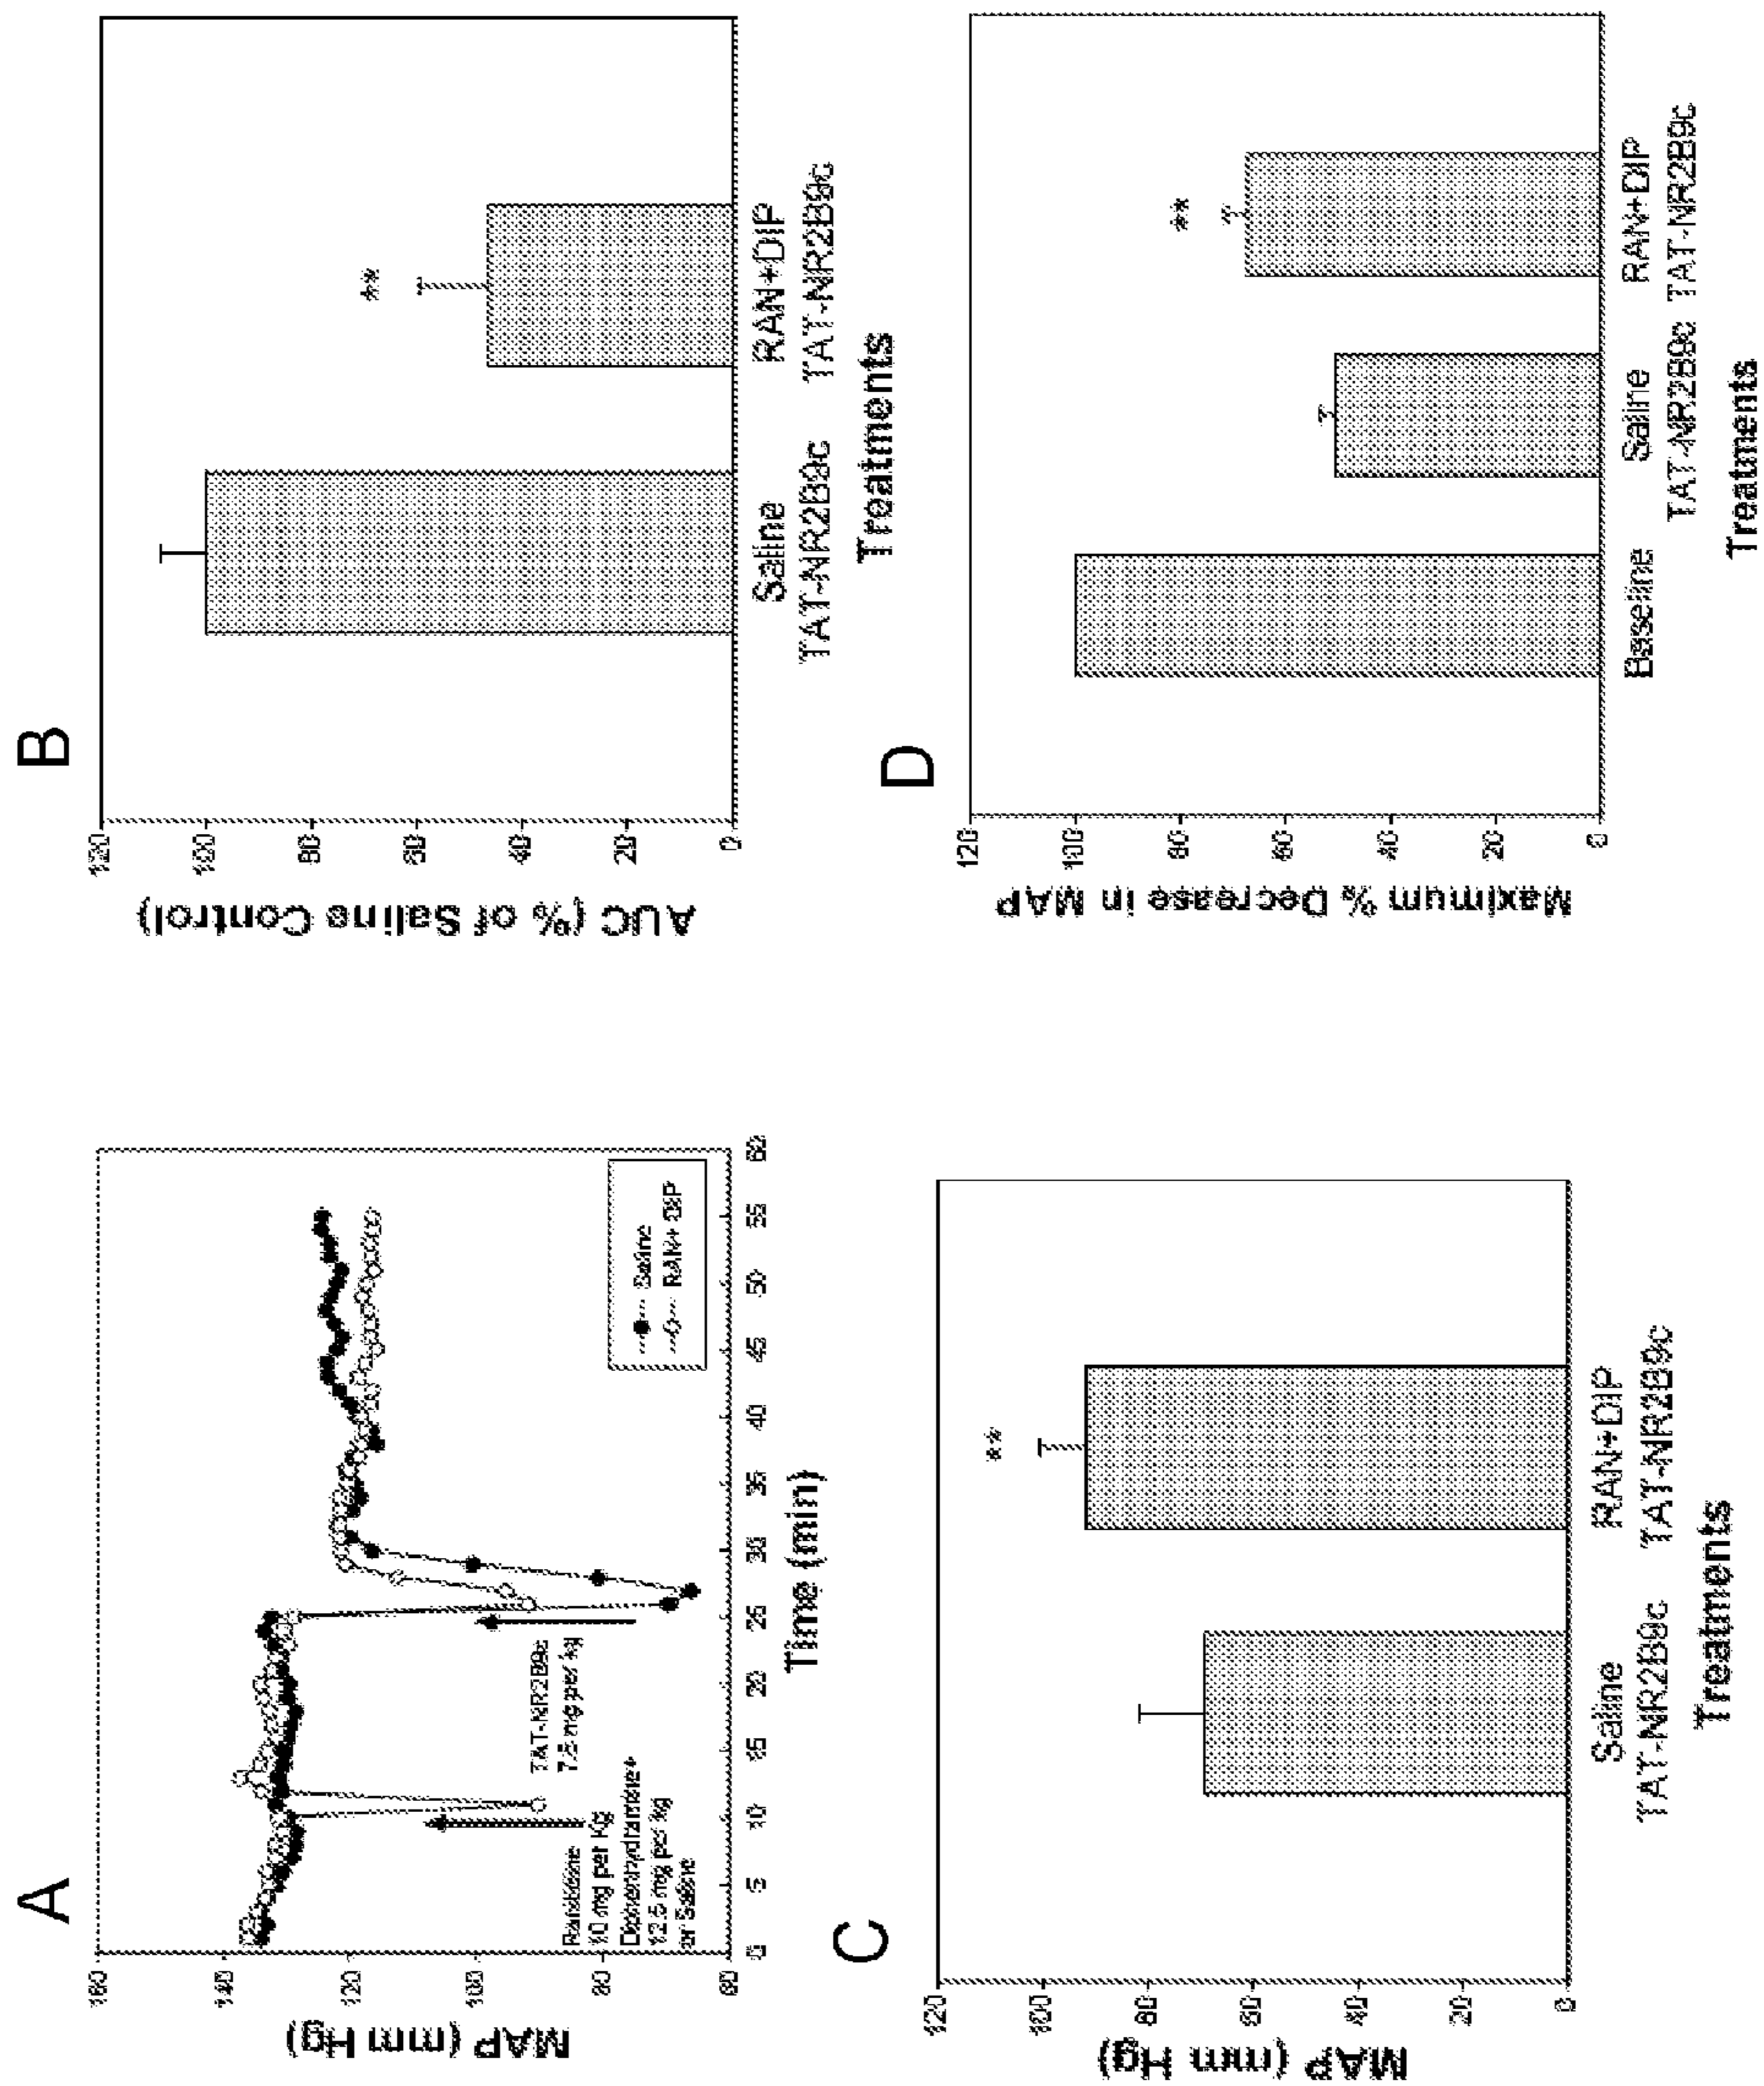 A
MAP (mm Hg)
160
140
120
100
80
60
Ranitidine
10 mg per Kg
Diphenhydramine+
12.5 mg per kg
or Saline
TAT-NR2B9c
7.5 mg per kg
Saline
RAN+ DIP
0
5
10
15
20
25
30
35
40
45
50
55
60
Time (min)
B
AUC (% of Saline Control)
120
100
80
60
40
20
0
**
Saline
TAT-NR2B9c
RAN+DIP
TAT-NR2B9c
Treatments
C
MAP (mm Hg)
120
100
80
60
40
20
0
**
Saline
TAT-NR2B9c
RAN+DIP
TAT-NR2B9c
Treatments
D
Maximum % Decrease in MAP
120
100
80
60
40
20
0
**
Baseline
Saline
TAT-NR2B9c
RAN+DIP
TAT-NR2B9c
Treatments